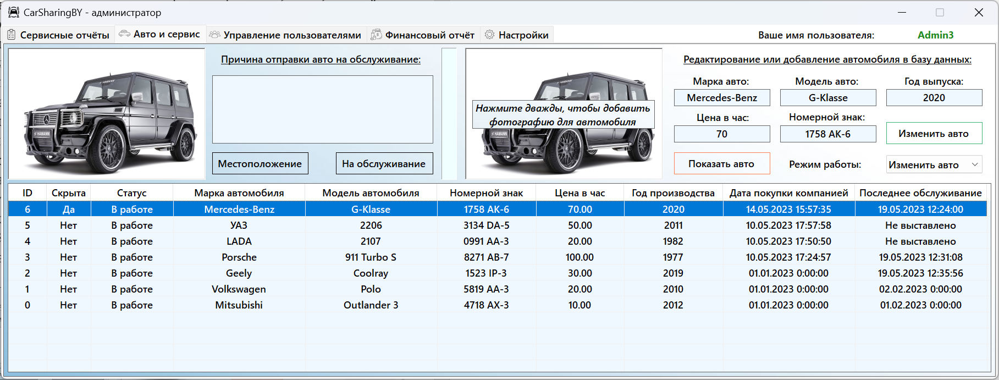 CarSharingBY - администратор
Сервисные отчёты Авто и сервис Управление пользователями Финансовый отчёт Настройки Ваше имя пользователя: Admin3
Причина отправки авто на обслуживание:
Местоположение На обслуживание
HAMANN
HAMANN
Нажмите дважды, чтобы добавить
фотографию для автомобиля
HAMANN
Редактирование или добавление автомобиля в базу данных:
Марка авто: Модель авто: Год выпуска:
Mercedes-Benz G-Klasse 2020
Цена в час: Номерной знак:
70 1758 AK-6 Изменить авто
Показать авто Режим работы: Изменить авто
ID Скрыта Статус Марка автомобиля Модель автомобиля Номерной знак Цена в час Год производства Дата покупки компанией Последнее обслуживание
6 Да В работе Mercedes-Benz G-Klasse 1758 AK-6 70.00 2020 14.05.2023 15:57:35 19.05.2023 12:24:00
5 Нет В работе УАЗ 2206 3134 DA-5 50.00 2011 10.05.2023 17:57:58 Не выставлено
4 Нет В работе LADA 2107 0991 AA-3 20.00 1982 10.05.2023 17:50:50 Не выставлено
3 Нет В работе Porsche 911 Turbo S 8271 AB-7 100.00 1977 10.05.2023 17:24:57 19.05.2023 12:31:08
2 Нет В работе Geely Coolray 1523 IP-3 30.00 2019 01.01.2023 0:00:00 19.05.2023 12:35:56
1 Нет В работе Volkswagen Polo 5819 AA-3 20.00 2010 01.01.2023 0:00:00 02.02.2023 0:00:00
0 Нет В работе Mitsubishi Outlander 3 4718 AX-3 10.00 2012 01.01.2023 0:00:00 01.02.2023 0:00:00